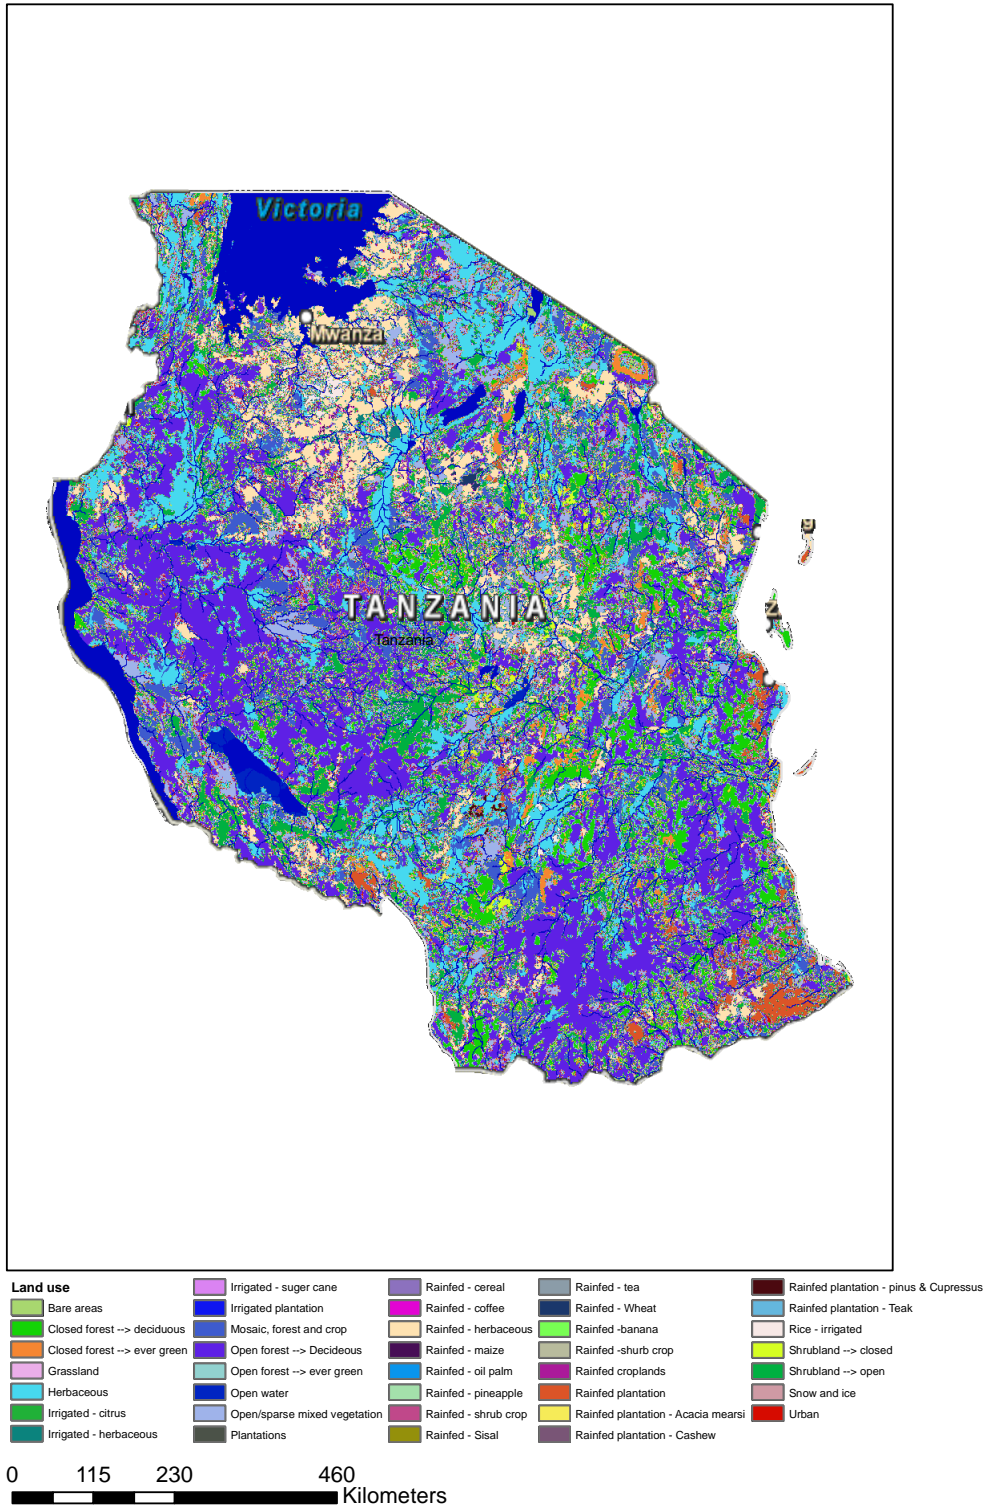 Victoria
Mwanza
TANZANIA
Tanzania
Land use
Bare areas
Closed forest --> deciduous
Closed forest --> ever green
Grassland
Herbaceous
Irrigated - citrus
Irrigated - herbaceous
Irrigated - suger cane
Irrigated plantation
Mosaic, forest and crop
Open forest --> Decideous
Open forest --> ever green
Open water
Open/sparse mixed vegetation
Plantations
Rainfed - cereal
Rainfed - coffee
Rainfed - herbaceous
Rainfed - maize
Rainfed - oil palm
Rainfed - pineapple
Rainfed - shrub crop
Rainfed - Sisal
Rainfed - tea
Rainfed - Wheat
Rainfed -banana
Rainfed -shurb crop
Rainfed croplands
Rainfed plantation
Rainfed plantation - Acacia mearsi
Rainfed plantation - Cashew
Rainfed plantation - pinus & Cupressus
Rainfed plantation - Teak
Rice - irrigated
Shrubland --> closed
Shrubland --> open
Snow and ice
Urban
0 115 230 460
Kilometers